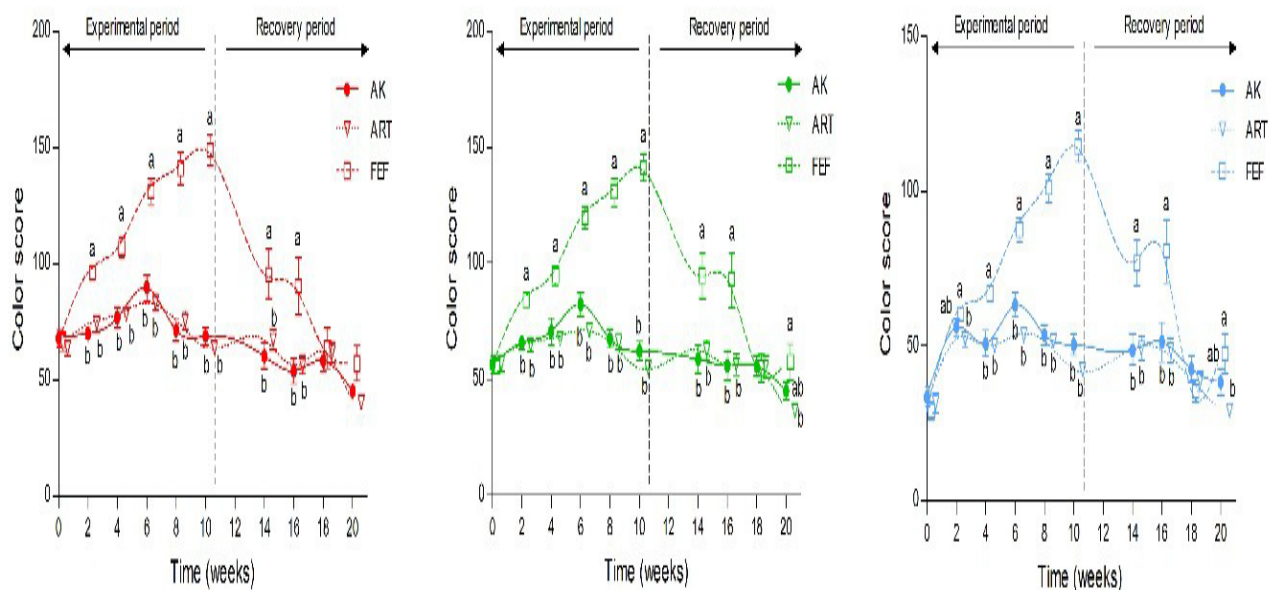 Experimental period Recovery period
200
150
100
50
0
Color score
AK
ART
FEF
a a a a a a a
b b b b b b b b b b b b b b
0 2 4 6 8 10 12 14 16 18 20
Time (weeks)
Experimental period Recovery period
200
150
100
50
0
Color score
AK
ART
FEF
a a a a a a a a
b b b b b b b b b b b b b b ab b
0 2 4 6 8 10 12 14 16 18 20
Time (weeks)
Experimental period Recovery period
150
100
50
0
Color score
AK
ART
FEF
ab a a a a a a a a
b b b b b b b b b b b b b ab b
0 2 4 6 8 10 12 14 16 18 20
Time (weeks)